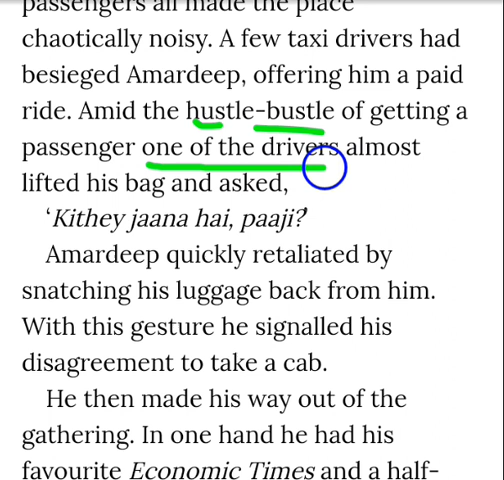 passengers all made the place
chaotically noisy. A few taxi drivers had
besieged Amardeep, offering him a paid
ride. Amid the hustle-bustle of getting a
passenger one of the drivers almost
lifted his bag and asked,
‘Kithey jaana hai, paaji?’
Amardeep quickly retaliated by
snatching his luggage back from him.
With this gesture he signalled his
disagreement to take a cab.
He then made his way out of the
gathering. In one hand he had his
favourite Economic Times and a half-